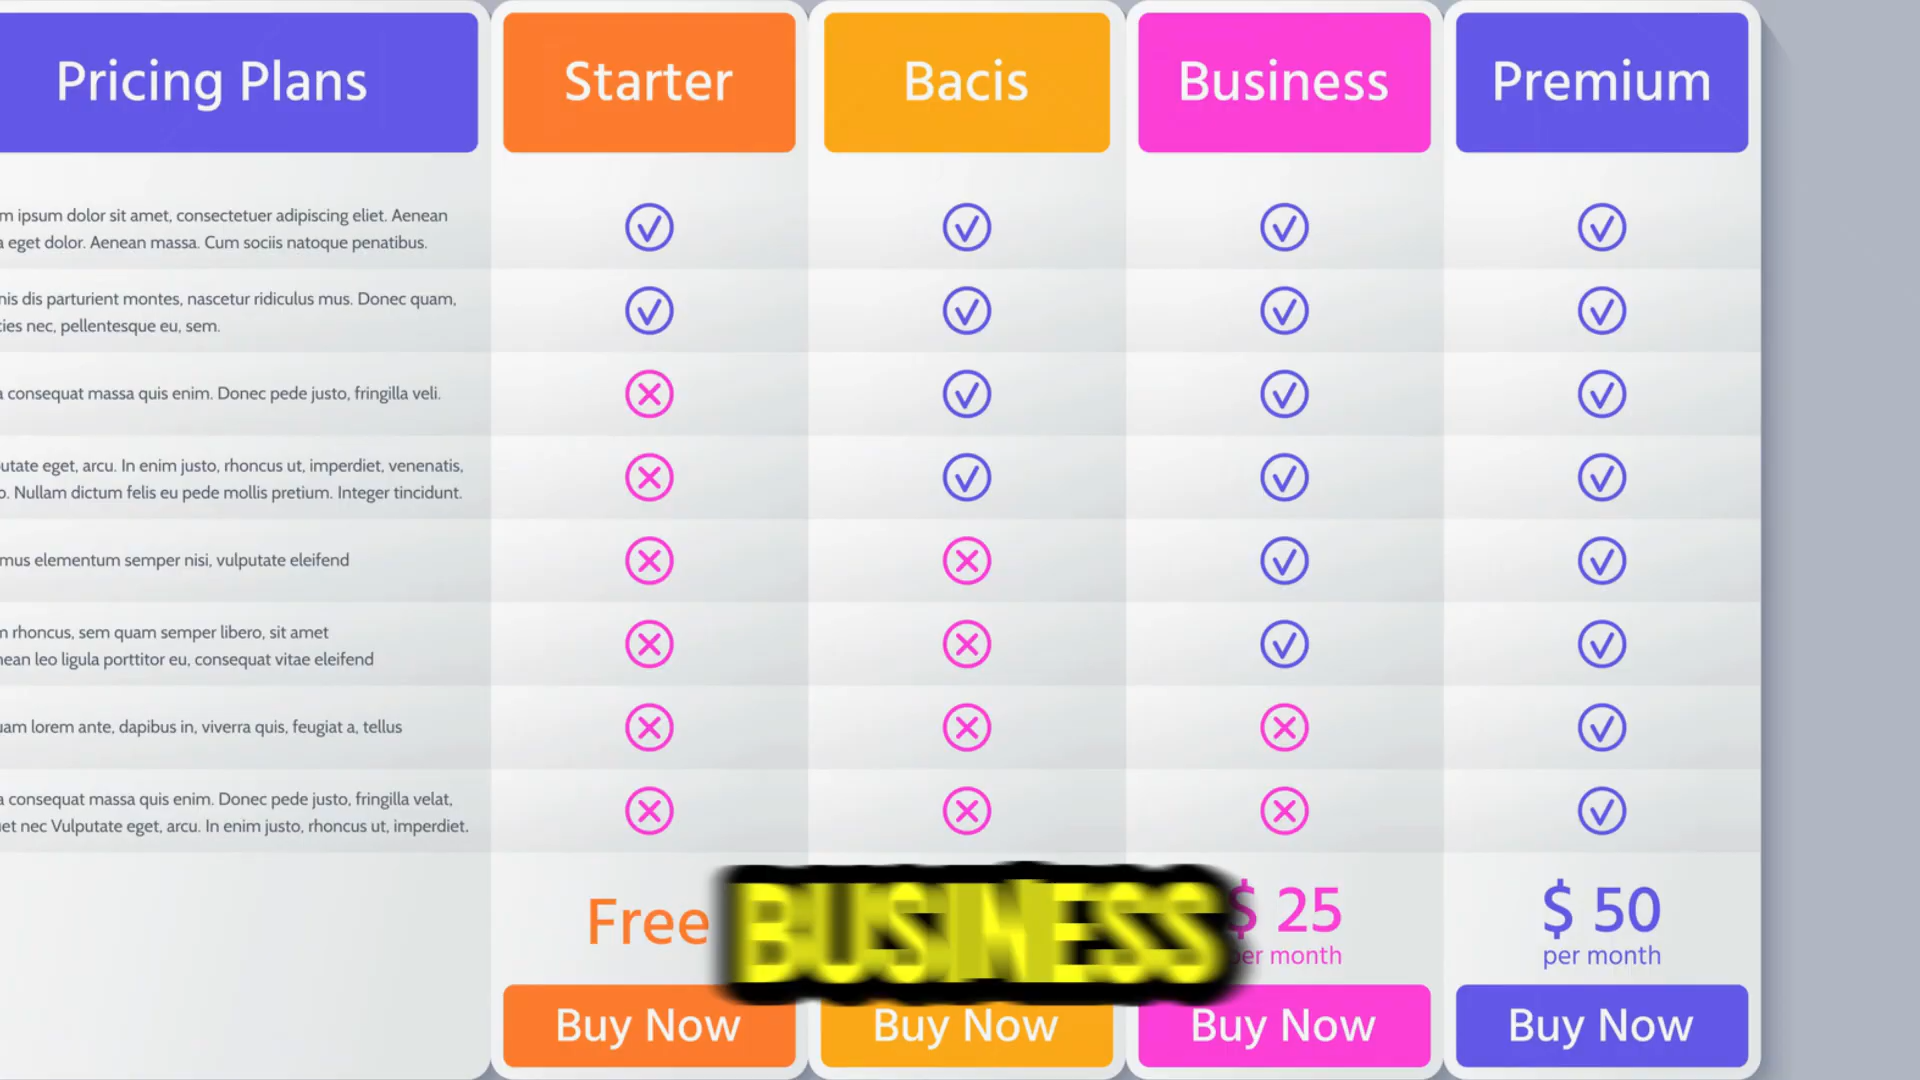 Pricing Plans Starter Bacis Business Premium
m ipsum dolor sit amet, consectetuer adipiscing eliet. Aenean
a eget dolor. Aenean massa. Cum sociis natoque penatibus.
nis dis parturient montes, nascetur ridiculus mus. Donec quam,
cies nec, pellentesque eu, sem.
a consequat massa quis enim. Donec pede justo, fringilla veli.
utate eget, arcu. In enim justo, rhoncus ut, imperdiet, venenatis,
o. Nullam dictum felis eu pede mollis pretium. Integer tincidunt.
mus elementum semper nisi, vulputate eleifend
m rhoncus, sem quam semper libero, sit amet
nean leo ligula porttitor eu, consequat vitae eleifend
uam lorem ante, dapibus in, viverra quis, feugiat a, tellus
a consequat massa quis enim. Donec pede justo, fringilla velat,
uet nec Vulputate eget, arcu. In enim justo, rhoncus ut, imperdiet.
Free BUSINESS $ 25 $ 50
per month per month
Buy Now Buy Now Buy Now Buy Now